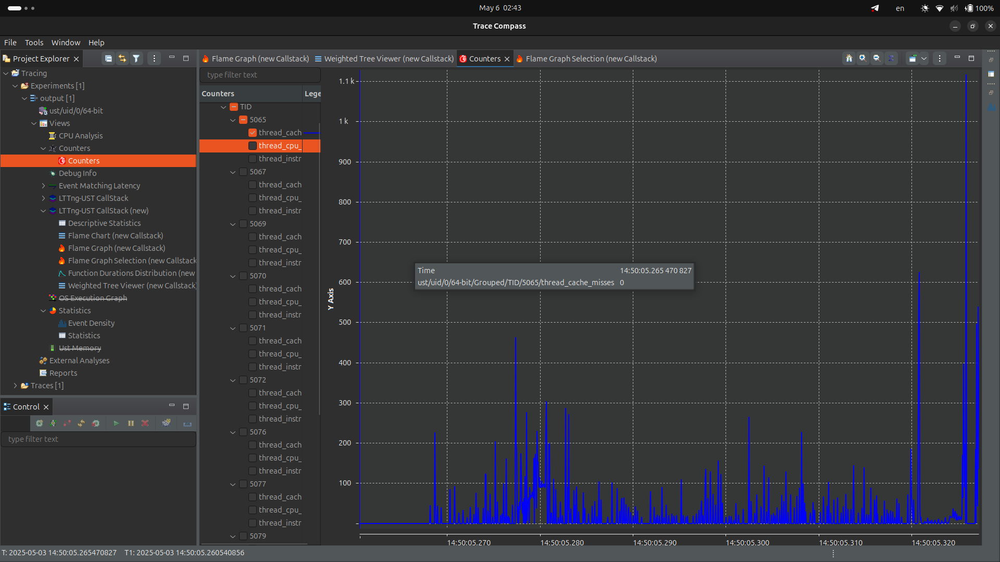 May 6 02:43
en
100%
Trace Compass
File Tools Window Help
Project Explorer
Tracing
Experiments [1]
output [1]
ust/uid/0/64-bit
Views
CPU Analysis
Counters
Counters
Debug Info
Event Matching Latency
LTTng-UST CallStack
LTTng-UST CallStack (new)
Descriptive Statistics
Flame Chart (new Callstack)
Flame Graph (new Callstack)
Flame Graph Selection (new Callstack
Function Durations Distribution (new
Weighted Tree Viewer (new Callstack)
OS Execution Graph
Statistics
Event Density
Statistics
Ust Memory
External Analyses
Reports
Traces [1]
Control
type filter text
Flame Graph (new Callstack) Weighted Tree Viewer (new Callstack) Counters Flame Graph Selection (new Callstack)
type filter text
Counters Lege
TID
5065
thread_cach
thread_cpu_
thread_instr
5067
thread_cach
thread_cpu_
thread_instr
5069
thread_cach
thread_cpu_
thread_instr
5070
thread_cach
thread_cpu_
thread_instr
5071
thread_cach
thread_cpu_
thread_instr
5072
thread_cach
thread_cpu_
thread_instr
5076
thread_cach
thread_cpu_
thread_instr
5077
thread_cach
thread_cpu_
thread_instr
5079
Y Axis
1.1 k
1 k
900
800
700
600
500
400
300
200
100
Time 14:50:05.265 470 827
ust/uid/0/64-bit/Grouped/TID/5065/thread_cache_misses 0
14:50:05.270 14:50:05.280 14:50:05.290 14:50:05.300 14:50:05.310 14:50:05.320
T: 2025-05-03 14:50:05.265470827 T1: 2025-05-03 14:50:05.260540856